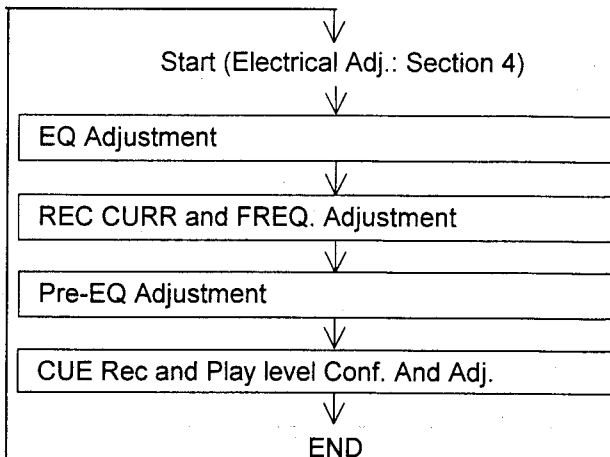 Start (Electrical Adj.: Section 4)
EQ Adjustment
REC CURR and FREQ. Adjustment
Pre-EQ Adjustment
CUE Rec and Play level Conf. And Adj.
END